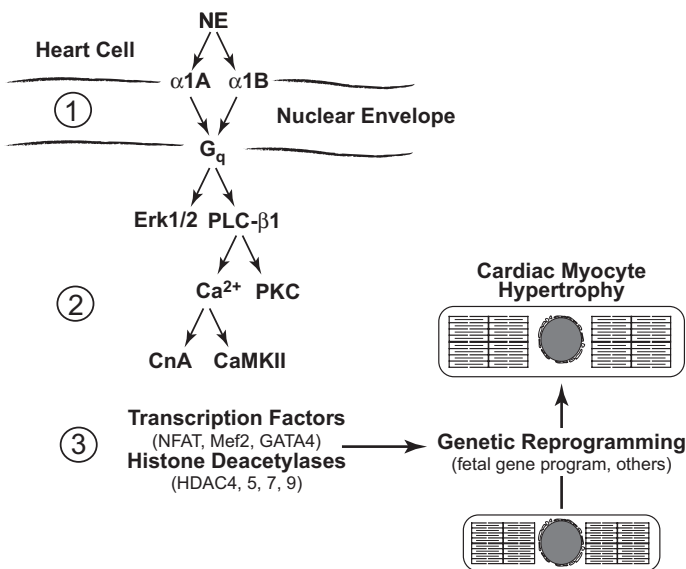 NE
Heart Cell
α1A α1B
1
Nuclear Envelope
Gq
Erk1/2 PLC-β1
2
Ca2+ PKC
CnA CaMKII
Cardiac Myocyte
Hypertrophy
3
Transcription Factors
(NFAT, Mef2, GATA4)
Histone Deacetylases
(HDAC4, 5, 7, 9)
Genetic Reprogramming
(fetal gene program, others)